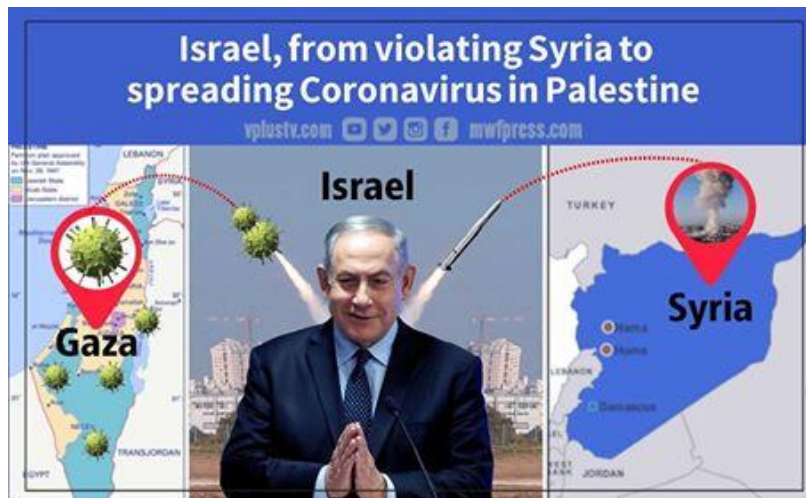 Israel, from violating Syria to
spreading Coronavirus in Palestine
vplustv.com mwfpress.com
Israel
Gaza
Syria
LEBANON
SYRIA
TRANSJORDAN
EGYPT
TURKEY
Hama
Homs
LEBANON
Damascus
JORDAN